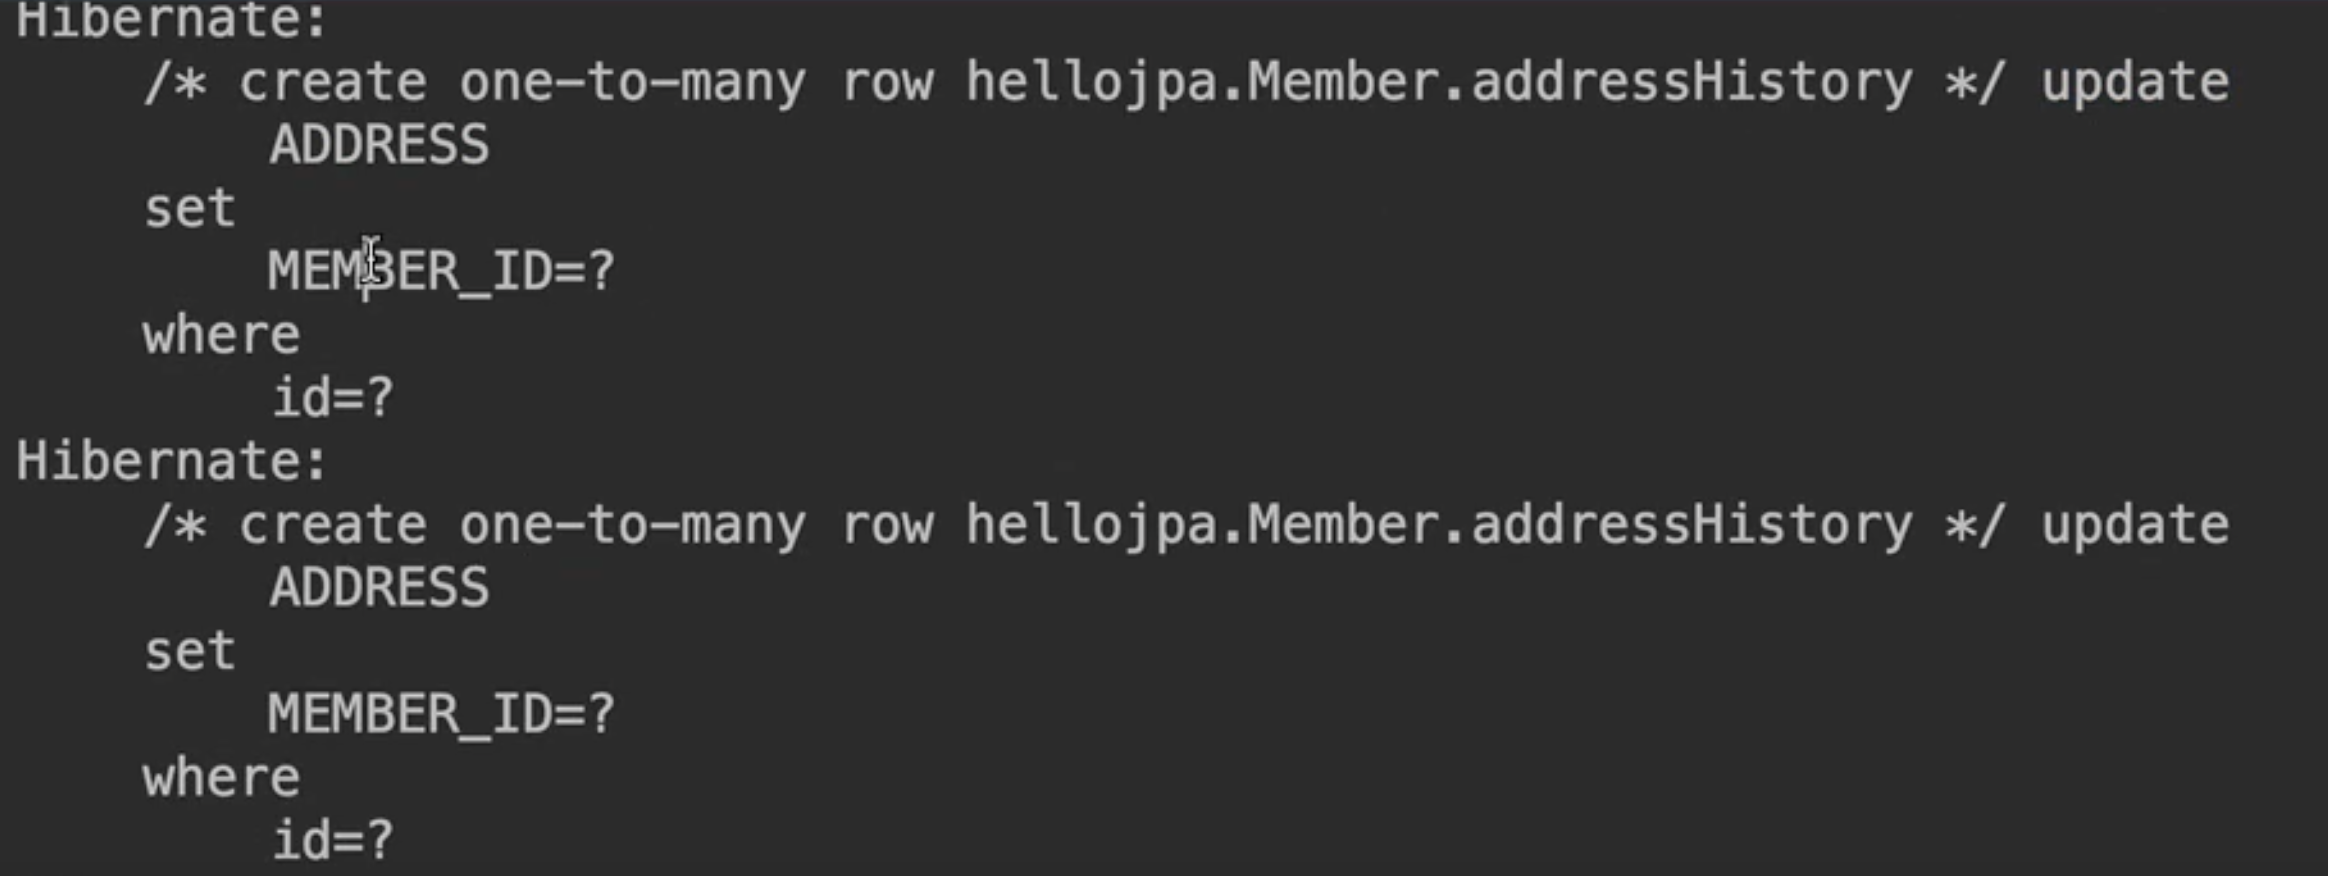 Hibernate:
/* create one-to-many row hellojpa.Member.addressHistory */ update
ADDRESS
set
MEMBER_ID=?
where
id=?
Hibernate:
/* create one-to-many row hellojpa.Member.addressHistory */ update
ADDRESS
set
MEMBER_ID=?
where
id=?